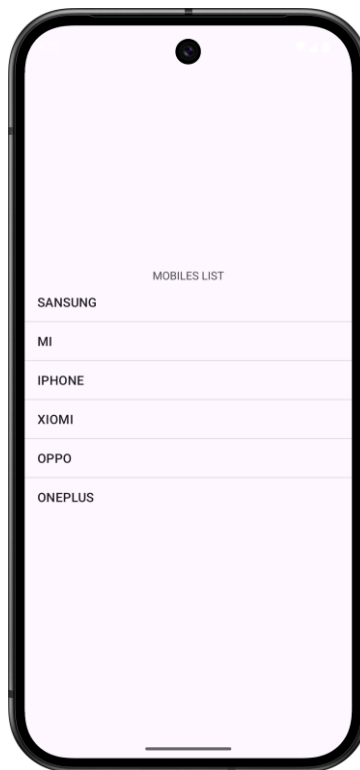 MOBILES LIST
SANSUNG
MI
IPHONE
XIOMI
OPPO
ONEPLUS